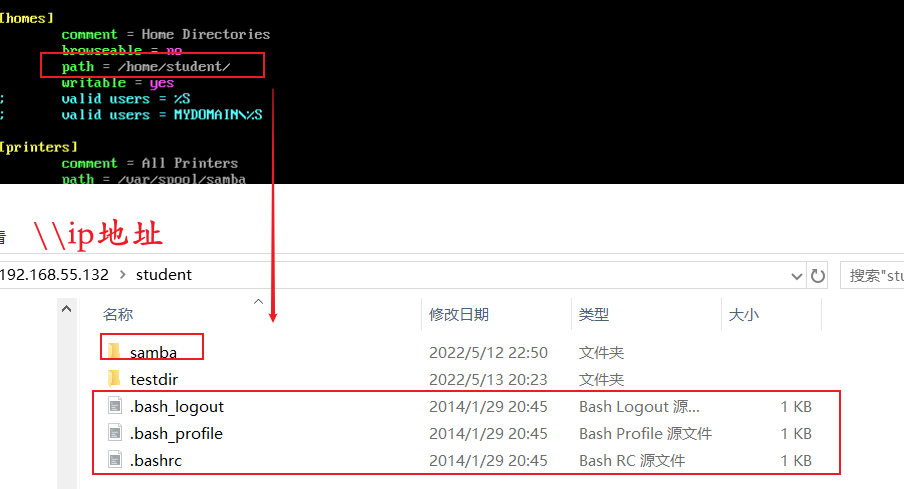 [homes]
comment = Home Directories
browseable = no
path = /home/student/
writable = yes
; valid users = %S
; valid users = MYDOMAIN\%S
[printers]
comment = All Printers
path = /var/spool/samba
看
\\ip地址
192.168.55.132 > student
搜索"stu
名称 修改日期 类型 大小
samba 2022/5/12 22:50 文件夹
testdir 2022/5/13 20:23 文件夹
.bash_logout 2014/1/29 20:45 Bash Logout 源... 1 KB
.bash_profile 2014/1/29 20:45 Bash Profile 源文件 1 KB
.bashrc 2014/1/29 20:45 Bash RC 源文件 1 KB